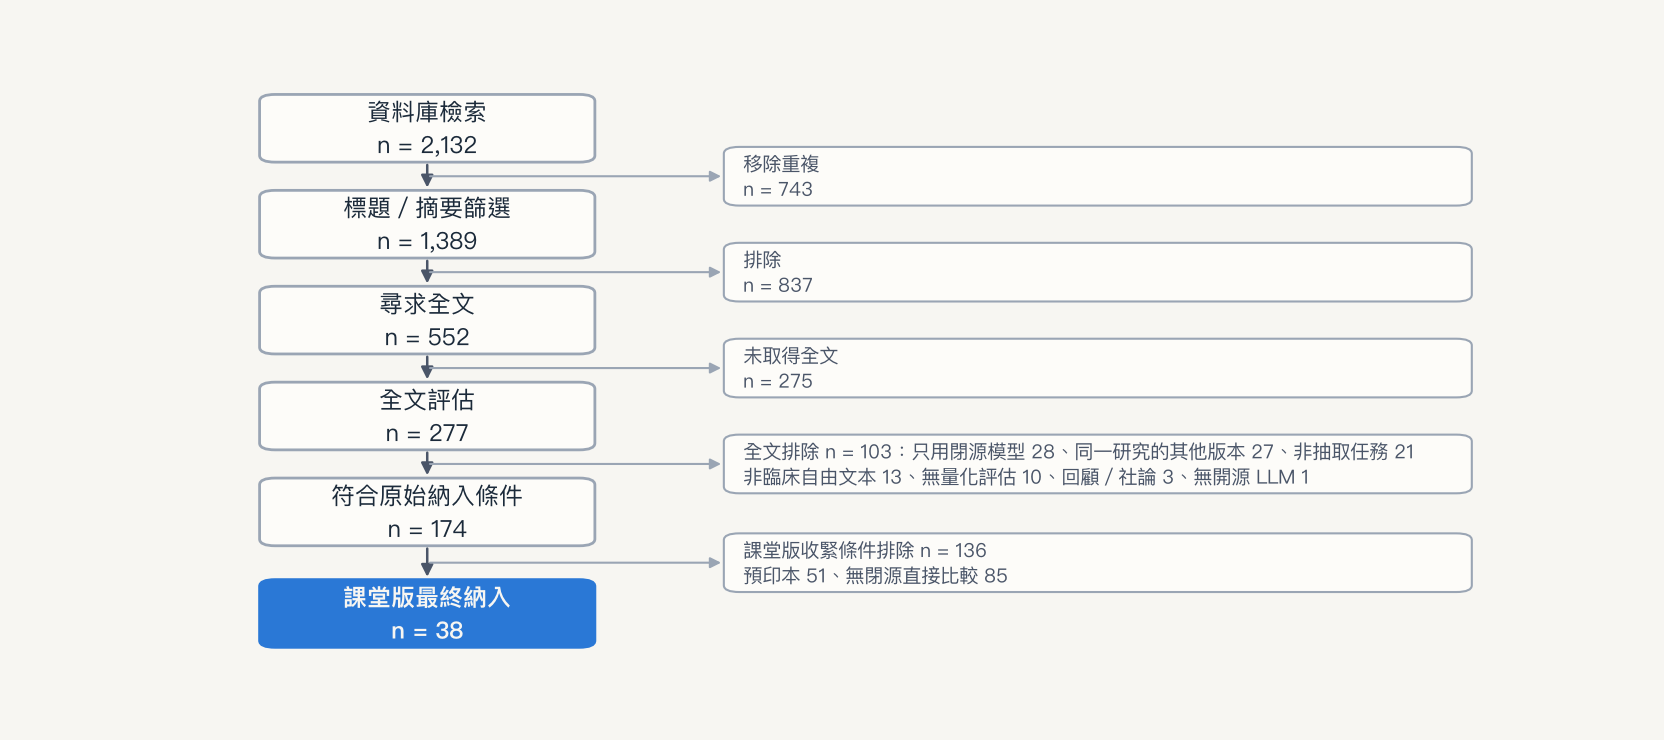 資料庫檢索
n = 2,132
移除重複
n = 743
標題 / 摘要篩選
n = 1,389
排除
n = 837
尋求全文
n = 552
未取得全文
n = 275
全文評估
n = 277
全文排除 n = 103：只用閉源模型 28、同一研究的其他版本 27、非抽取任務 21
非臨床自由文本 13、無量化評估 10、回顧 / 社論 3、無開源 LLM 1
符合原始納入條件
n = 174
課堂版收緊條件排除 n = 136
預印本 51、無閉源直接比較 85
課堂版最終納入
n = 38